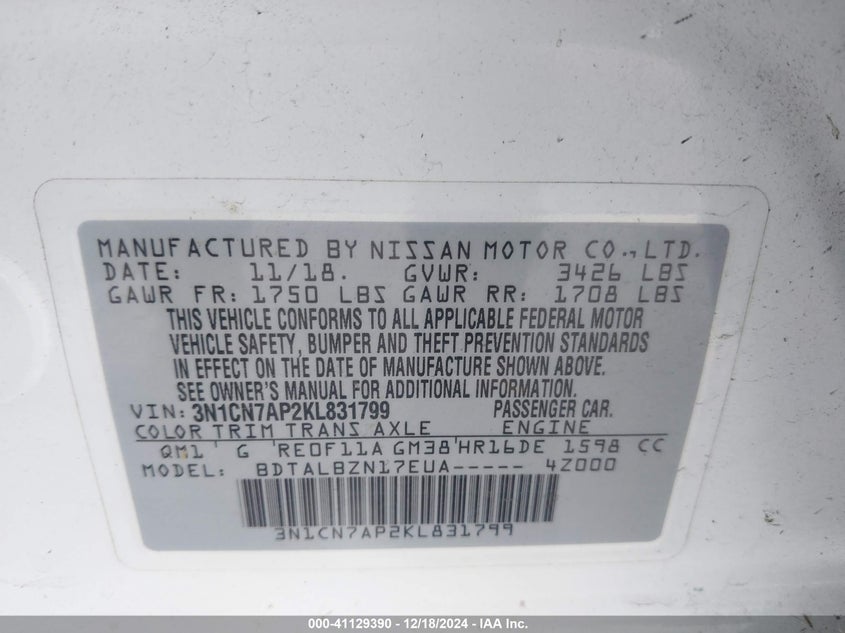 MANUFACTURED BY NISSAN MOTOR CO., LTD.
DATE: 11/18. GVWR: 3426 LBS
GAWR FR: 1750 LBS GAWR RR: 1708 LBS
THIS VEHICLE CONFORMS TO ALL APPLICABLE FEDERAL MOTOR
VEHICLE SAFETY, BUMPER AND THEFT PREVENTION STANDARDS
IN EFFECT ON THE DATE OF MANUFACTURE SHOWN ABOVE.
SEE OWNER'S MANUAL FOR ADDITIONAL INFORMATION.
VIN: 3N1CN7AP2KL831799 PASSENGER CAR.
COLOR TRIM TRANS AXLE ENGINE
QM1 G RE0F11A GM38 HR16DE 1598 CC
MODEL: BDTALBZN17EUA----- 4Z000
3N1CN7AP2KL831799
000-41129390 - 12/18/2024 - IAA Inc.